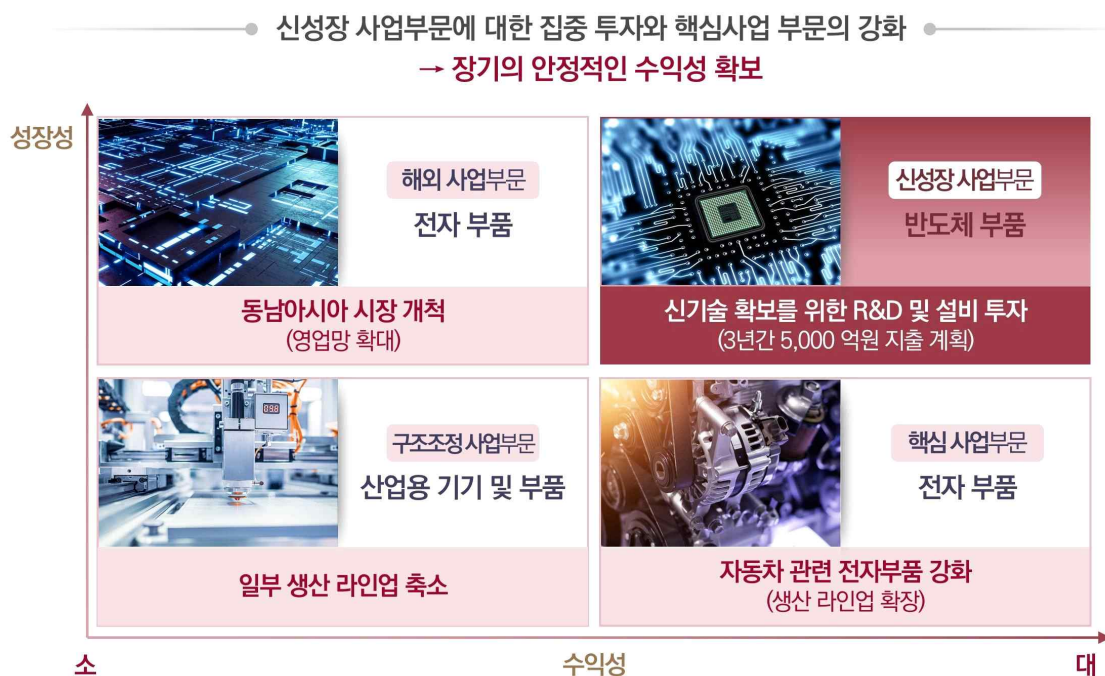 신성장 사업부문에 대한 집중 투자와 핵심사업 부문의 강화
→ 장기의 안정적인 수익성 확보
성장성
해외 사업부문
전자 부품
동남아시아 시장 개척
(영업망 확대)
신성장 사업부문
반도체 부품
신기술 확보를 위한 R&D 및 설비 투자
(3년간 5,000 억원 지출 계획)
098
구조조정 사업부문
산업용 기기 및 부품
일부 생산 라인업 축소
핵심 사업부문
전자 부품
자동차 관련 전자부품 강화
(생산 라인업 확장)
소
수익성
대